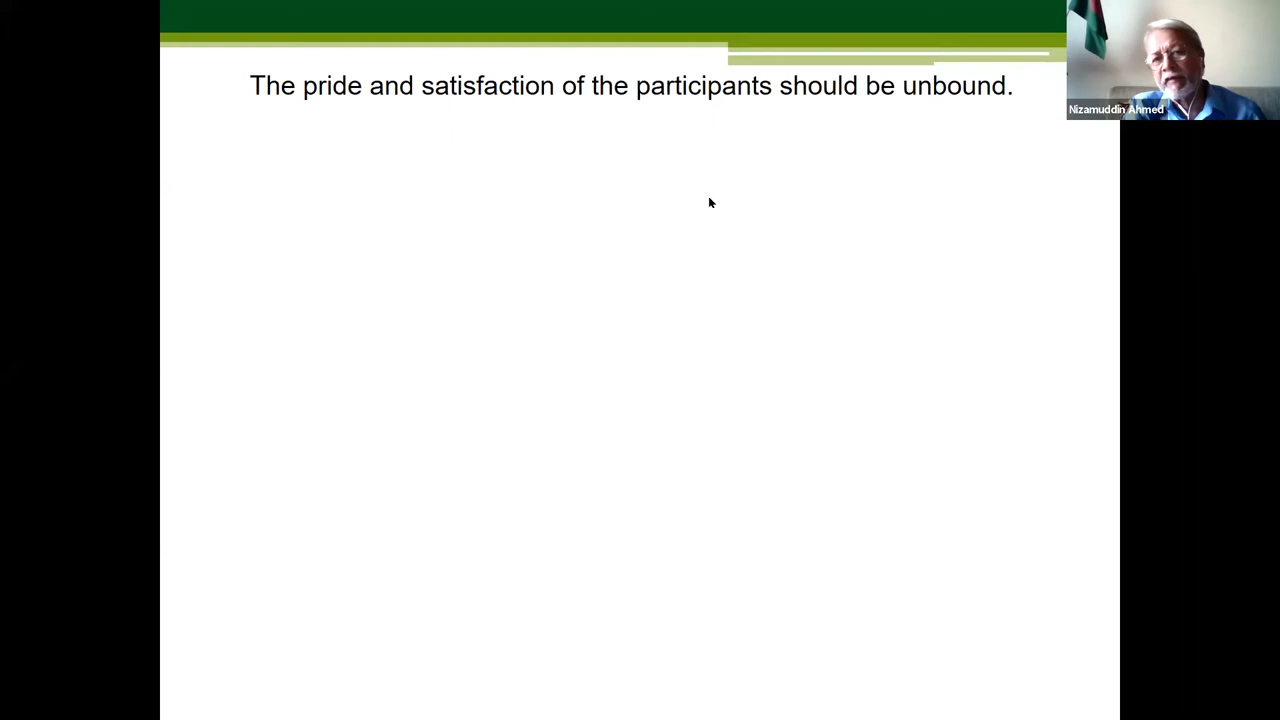 The pride and satisfaction of the participants should be unbound.
Nizamuddin Ahmed